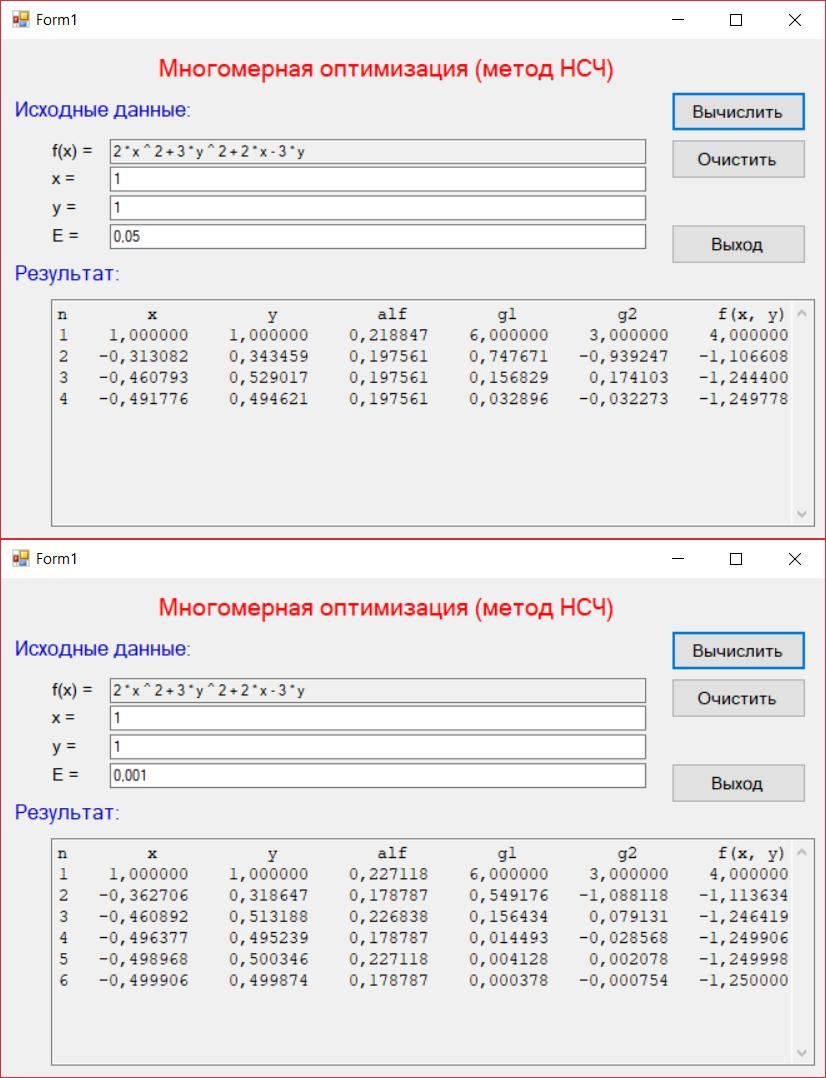 Form1
Многомерная оптимизация (метод НСЧ)
Исходные данные:
Вычислить
f(x) = 2*x^2+3*y^2+2*x-3*y
Очистить
x = 1
y = 1
E = 0,05
Выход
Результат:
n x y alf g1 g2 f(x, y)
1 1,000000 1,000000 0,218847 6,000000 3,000000 4,000000
2 -0,313082 0,343459 0,197561 0,747671 -0,939247 -1,106608
3 -0,460793 0,529017 0,197561 0,156829 0,174103 -1,244400
4 -0,491776 0,494621 0,197561 0,032896 -0,032273 -1,249778
Form1
Многомерная оптимизация (метод НСЧ)
Исходные данные:
Вычислить
f(x) = 2*x^2+3*y^2+2*x-3*y
Очистить
x = 1
y = 1
E = 0,001
Выход
Результат:
n x y alf g1 g2 f(x, y)
1 1,000000 1,000000 0,227118 6,000000 3,000000 4,000000
2 -0,362706 0,318647 0,178787 0,549176 -1,088118 -1,113634
3 -0,460892 0,513188 0,226838 0,156434 0,079131 -1,246419
4 -0,496377 0,495239 0,178787 0,014493 -0,028568 -1,249906
5 -0,498968 0,500346 0,227118 0,004128 0,002078 -1,249998
6 -0,499906 0,499874 0,178787 0,000378 -0,000754 -1,250000